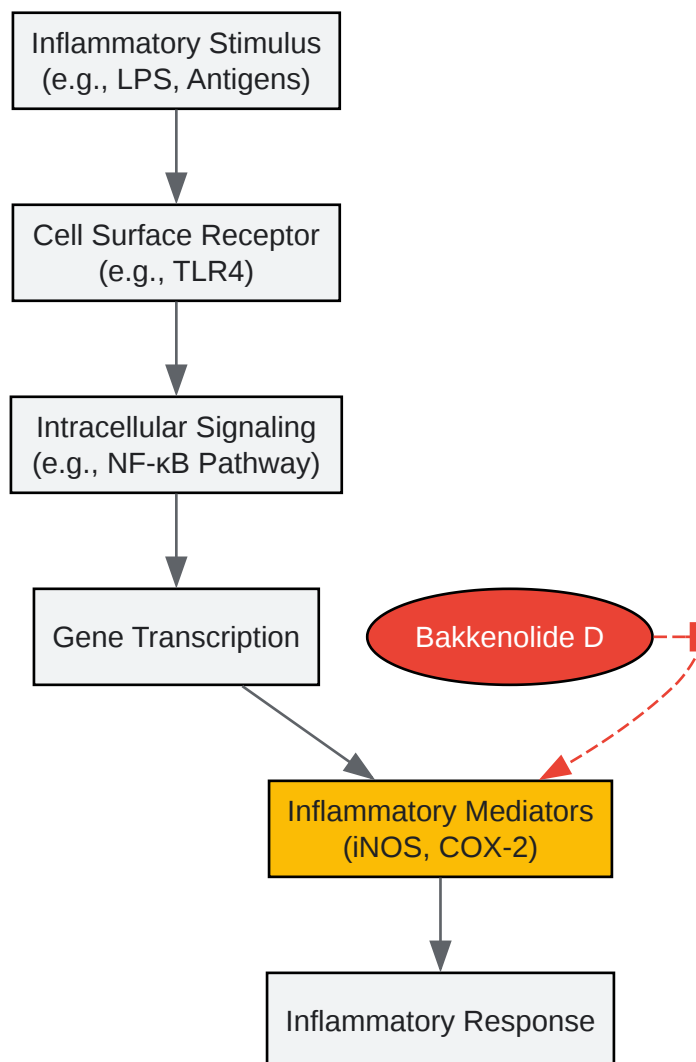 Inflammatory Stimulus
(e.g., LPS, Antigens)
Cell Surface Receptor
(e.g., TLR4)
Intracellular Signaling
(e.g., NF-κB Pathway)
Gene Transcription
Bakkenolide D
Inflammatory Mediators
(iNOS, COX-2)
Inflammatory Response